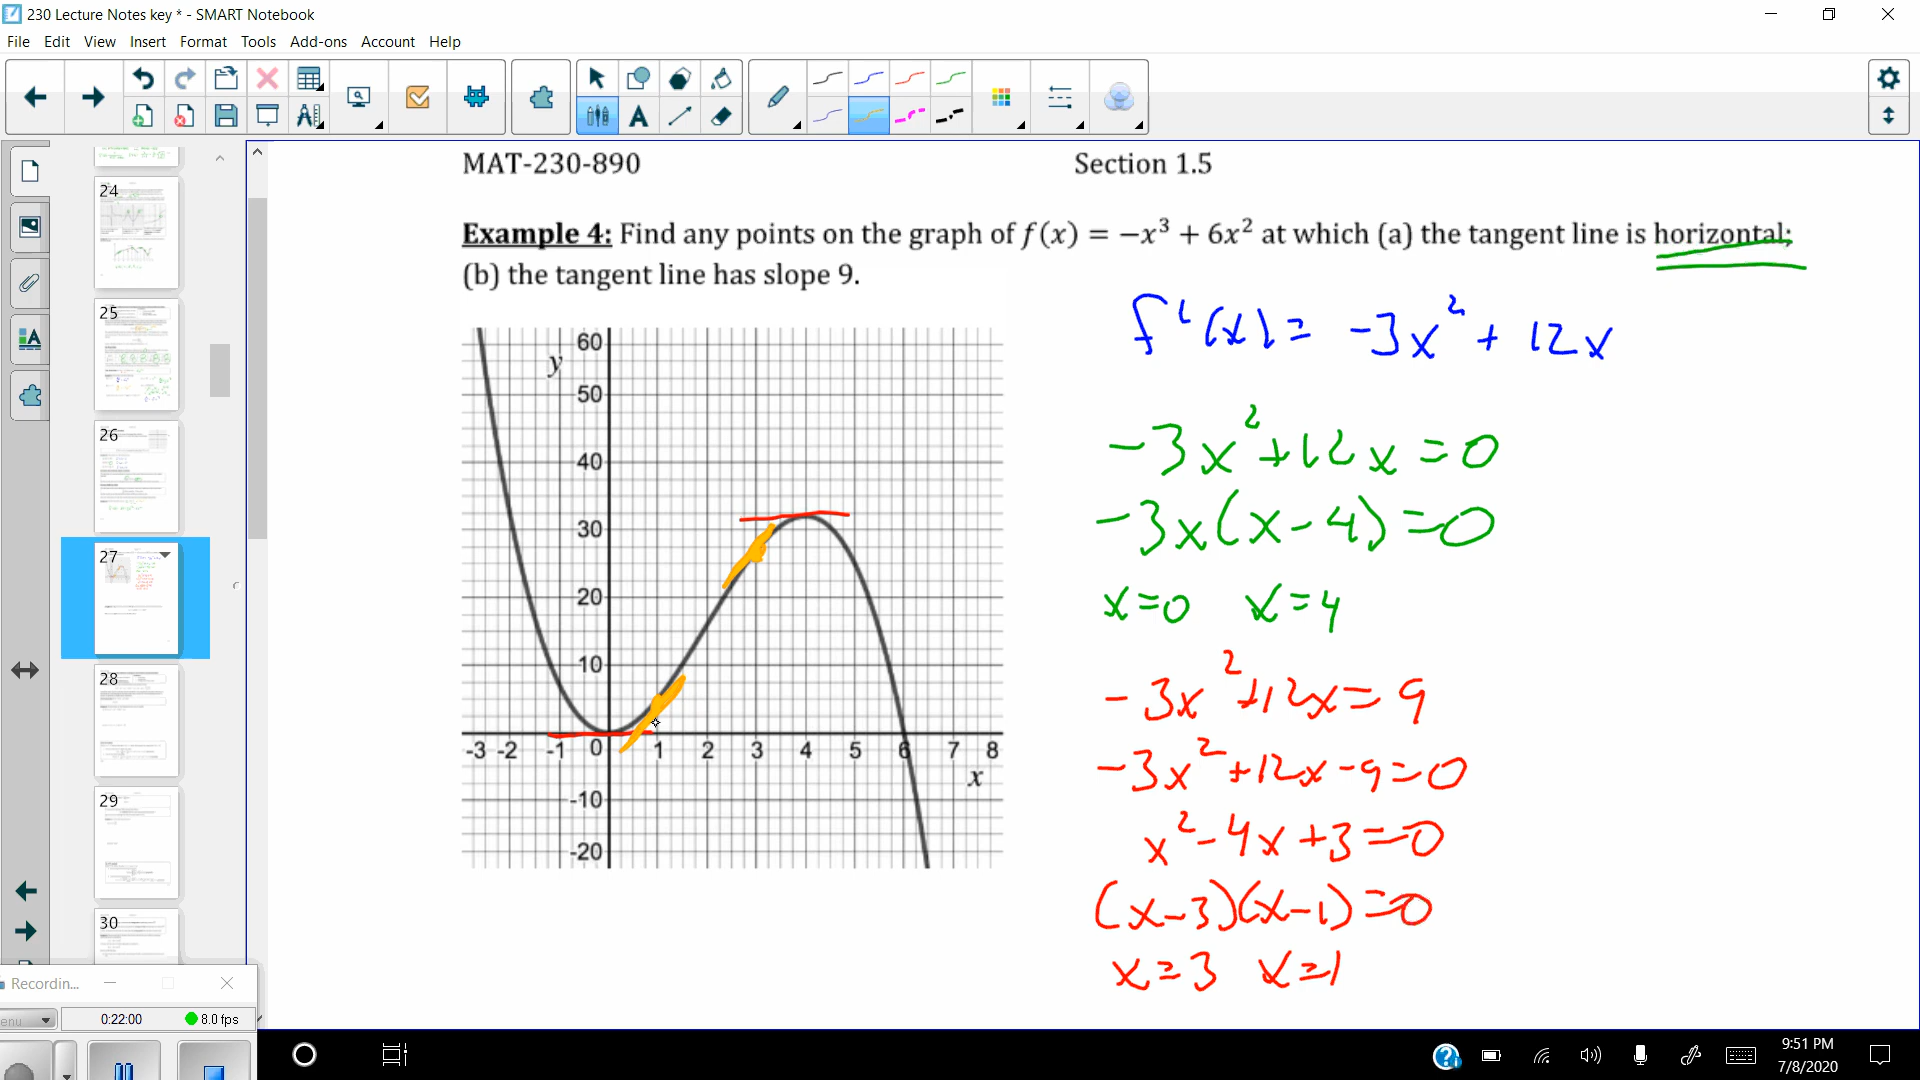 230 Lecture Notes key * - SMART Notebook
File Edit View Insert Format Tools Add-ons Account Help
MAT-230-890 Section 1.5
Example 4: Find any points on the graph of f(x) = −x³ + 6x² at which (a) the tangent line is horizontal;
(b) the tangent line has slope 9.
f'(x) = -3x² + 12x
-3x² + 12x = 0
-3x(x-4) = 0
x=0 x=4
-3x² + 12x = 9
-3x² + 12x - 9 = 0
x² - 4x + 3 = 0
(x-3)(x-1) = 0
x=3 x=1
60
y
50
40
30
20
10
-3 -2 -1 0 1 2 3 4 5 6 7 8
x
-10
-20
24
25
26
27
28
29
30
Recordin...
0:22:00 8.0 fps
9:51 PM
7/8/2020